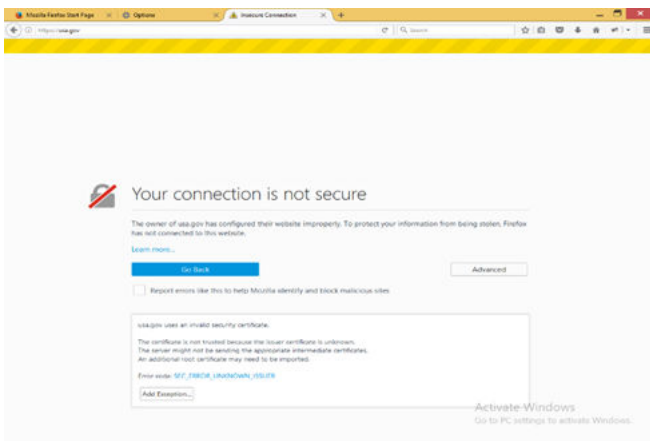 Mozilla Firefox Start Page
Options
Insecure Connection
https://usa.gov
Search
Your connection is not secure
The owner of usa.gov has configured their website improperly. To protect your information from being stolen, Firefox
has not connected to this website.
Learn more...
Go Back
Advanced
Report errors like this to help Mozilla identify and block malicious sites
usa.gov uses an invalid security certificate.
The certificate is not trusted because the issuer certificate is unknown.
The server might not be sending the appropriate intermediate certificates.
An additional root certificate may need to be imported.
Error code: SEC_ERROR_UNKNOWN_ISSUER
Add Exception...
Activate Windows
Go to PC settings to activate Windows.